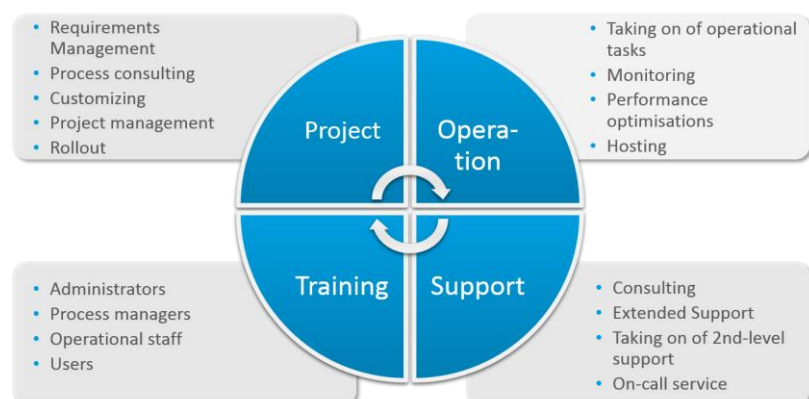 Requirements
Management
Process consulting
Customizing
Project management
Rollout
Project
Opera-
tion
Taking on of operational
tasks
Monitoring
Performance
optimisations
Hosting
Administrators
Process managers
Operational staff
Users
Training
Support
Consulting
Extended Support
Taking on of 2nd-level
support
On-call service